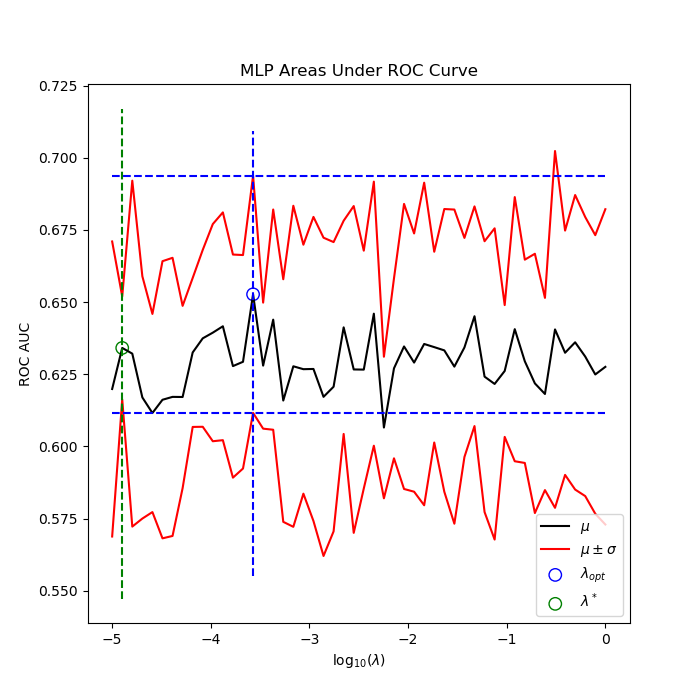 MLP Areas Under ROC Curve
0.725
0.700
0.675
0.650
0.625
0.600
0.575
0.550
ROC AUC
−5
−4
−3
−2
−1
0
log₁₀(λ)
μ
μ ± σ
λ_opt
λ*